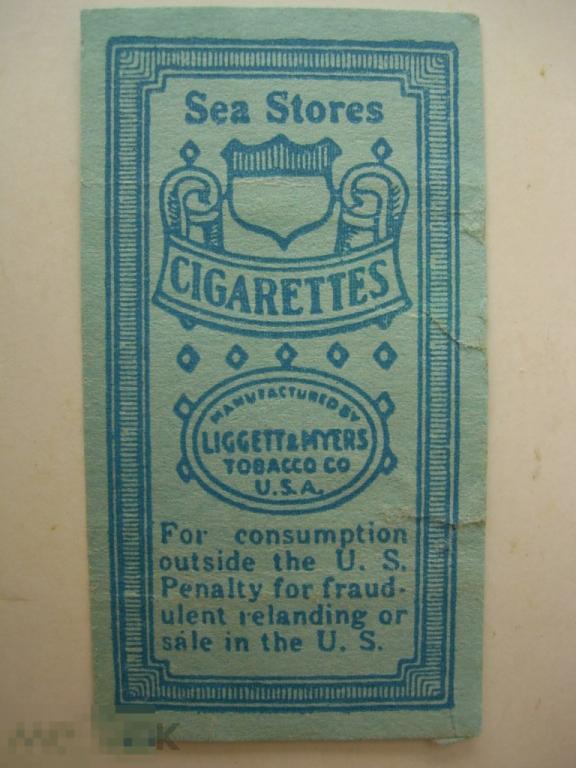 Sea Stores
CIGARETTES
MANUFACTURED BY
LIGGETT & MYERS
TOBACCO CO
U.S.A.
For consumption
outside the U. S.
Penalty for fraud-
ulent relanding or
sale in the U. S.